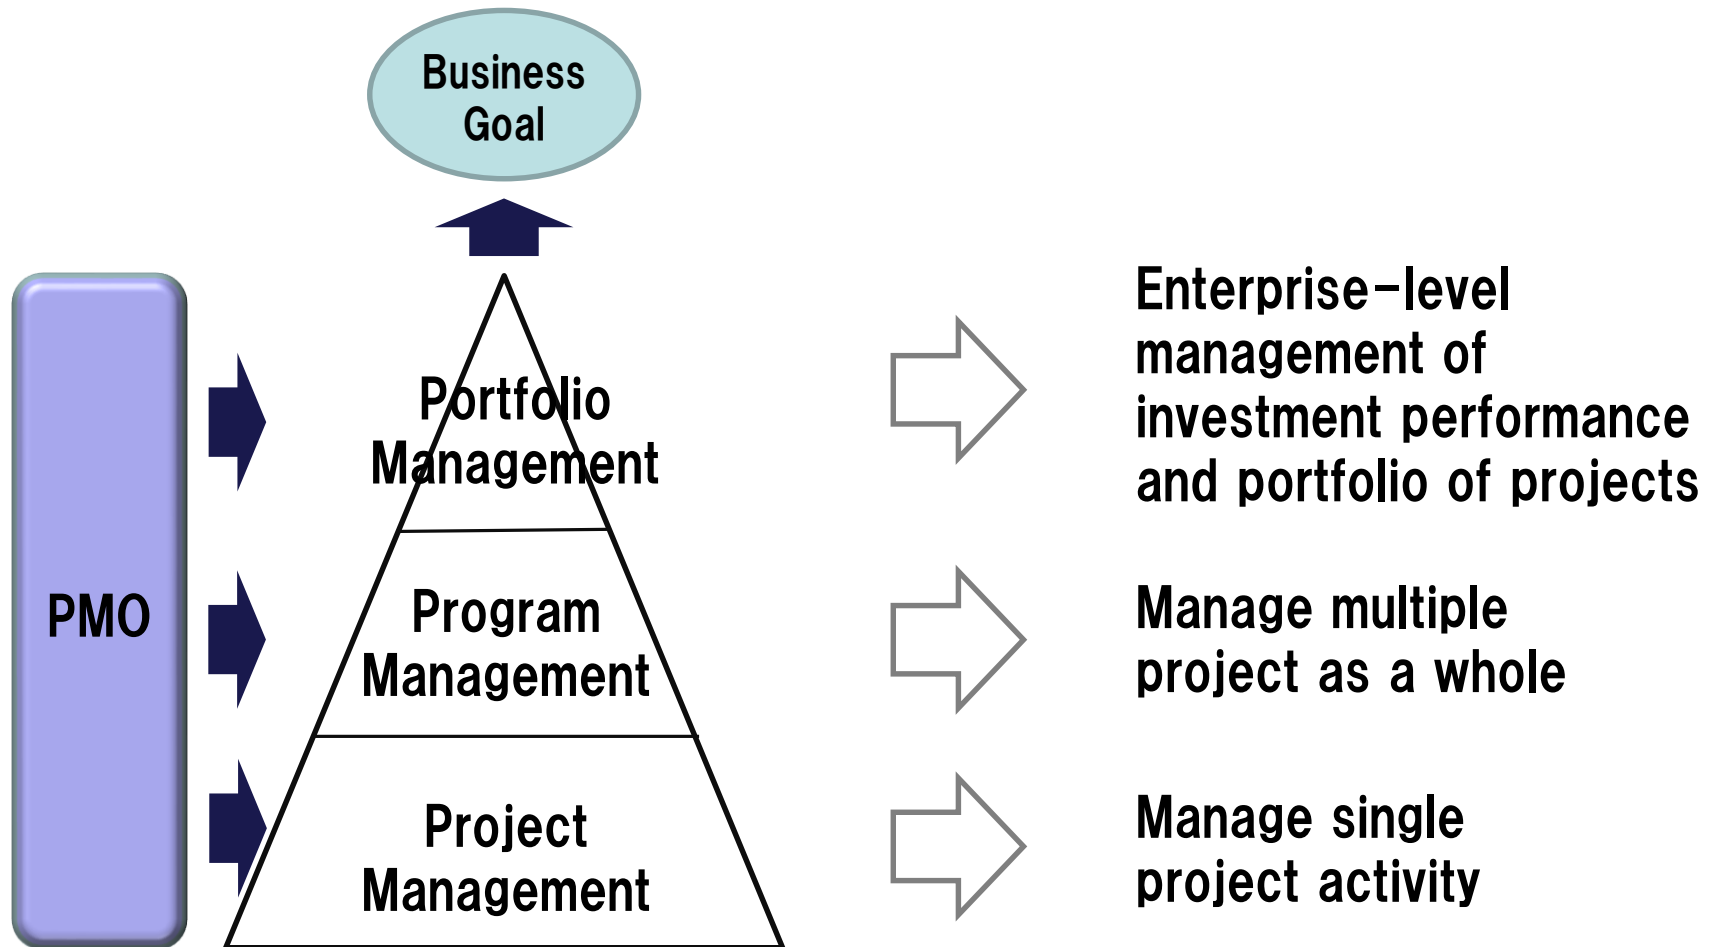 Business
Goal
PMO
Portfolio
Management
Enterprise-level
management of
investment performance
and portfolio of projects
Program
Management
Manage multiple
project as a whole
Project
Management
Manage single
project activity